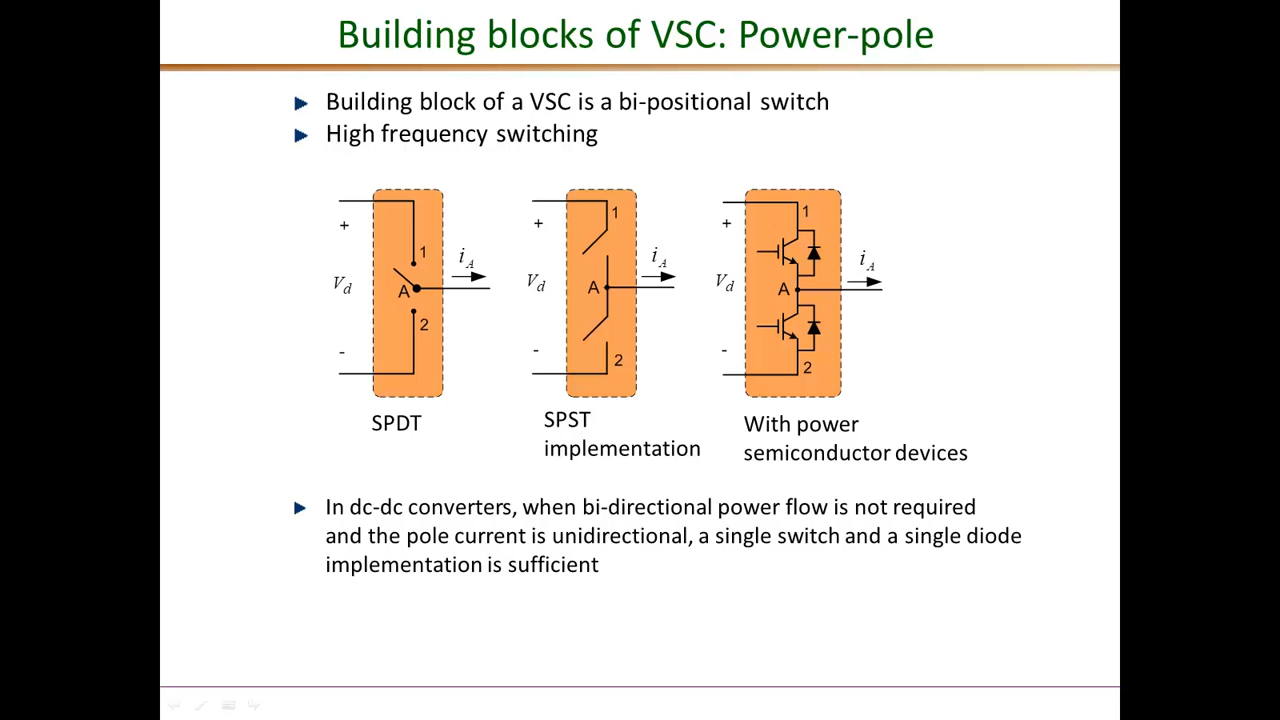 Building blocks of VSC: Power-pole
Building block of a VSC is a bi-positional switch
High frequency switching
+
1
A
i_A
V_d
2
-
SPDT
+
1
A
i_A
V_d
2
-
SPST
implementation
+
1
A
i_A
V_d
2
-
With power
semiconductor devices
In dc-dc converters, when bi-directional power flow is not required
and the pole current is unidirectional, a single switch and a single diode
implementation is sufficient